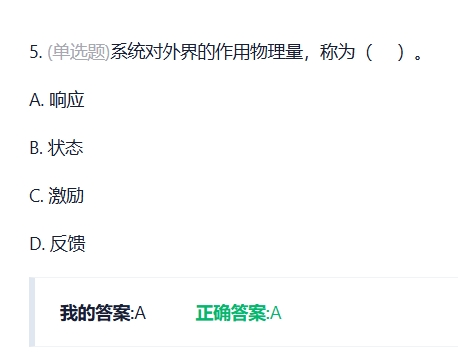 5. (单选题)系统对外界的作用物理量，称为（　）。
A. 响应
B. 状态
C. 激励
D. 反馈
我的答案:A 正确答案:A